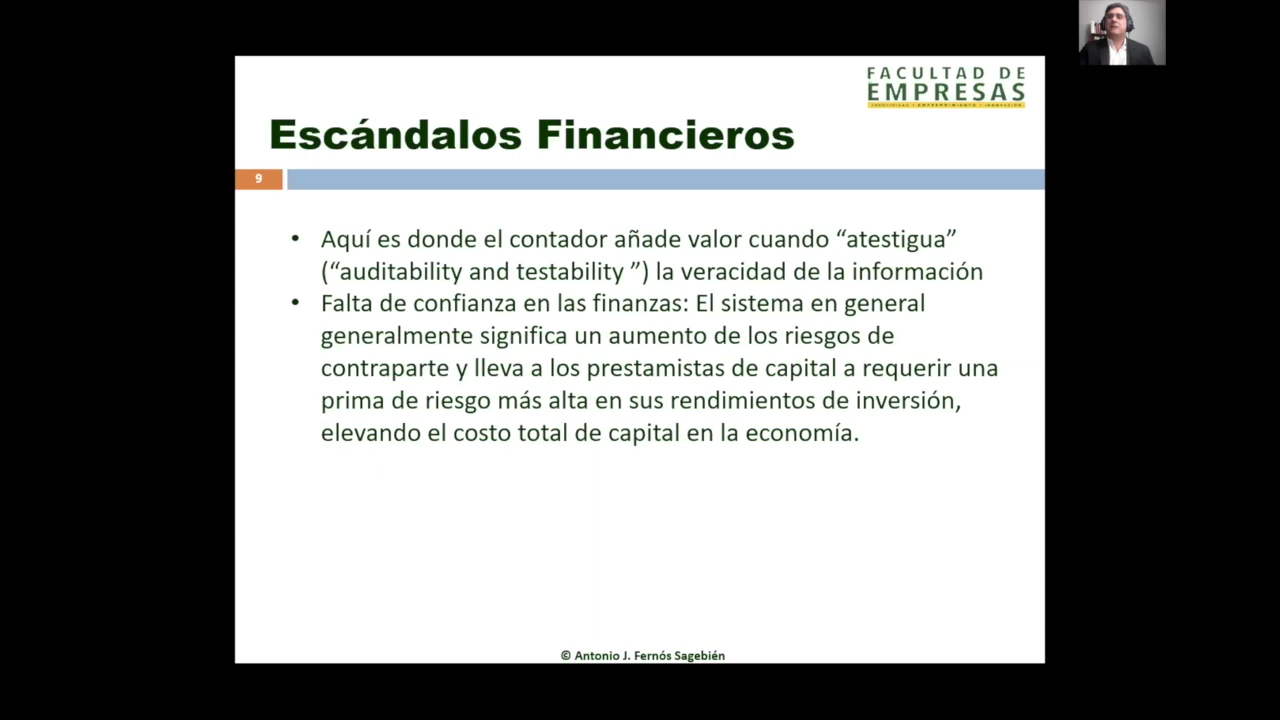 FACULTAD DE
EMPRESAS
Escándalos Financieros
9
• Aquí es donde el contador añade valor cuando “atestigua”
(“auditability and testability ”) la veracidad de la información
• Falta de confianza en las finanzas: El sistema en general
generalmente significa un aumento de los riesgos de
contraparte y lleva a los prestamistas de capital a requerir una
prima de riesgo más alta en sus rendimientos de inversión,
elevando el costo total de capital en la economía.
© Antonio J. Fernós Sagebién